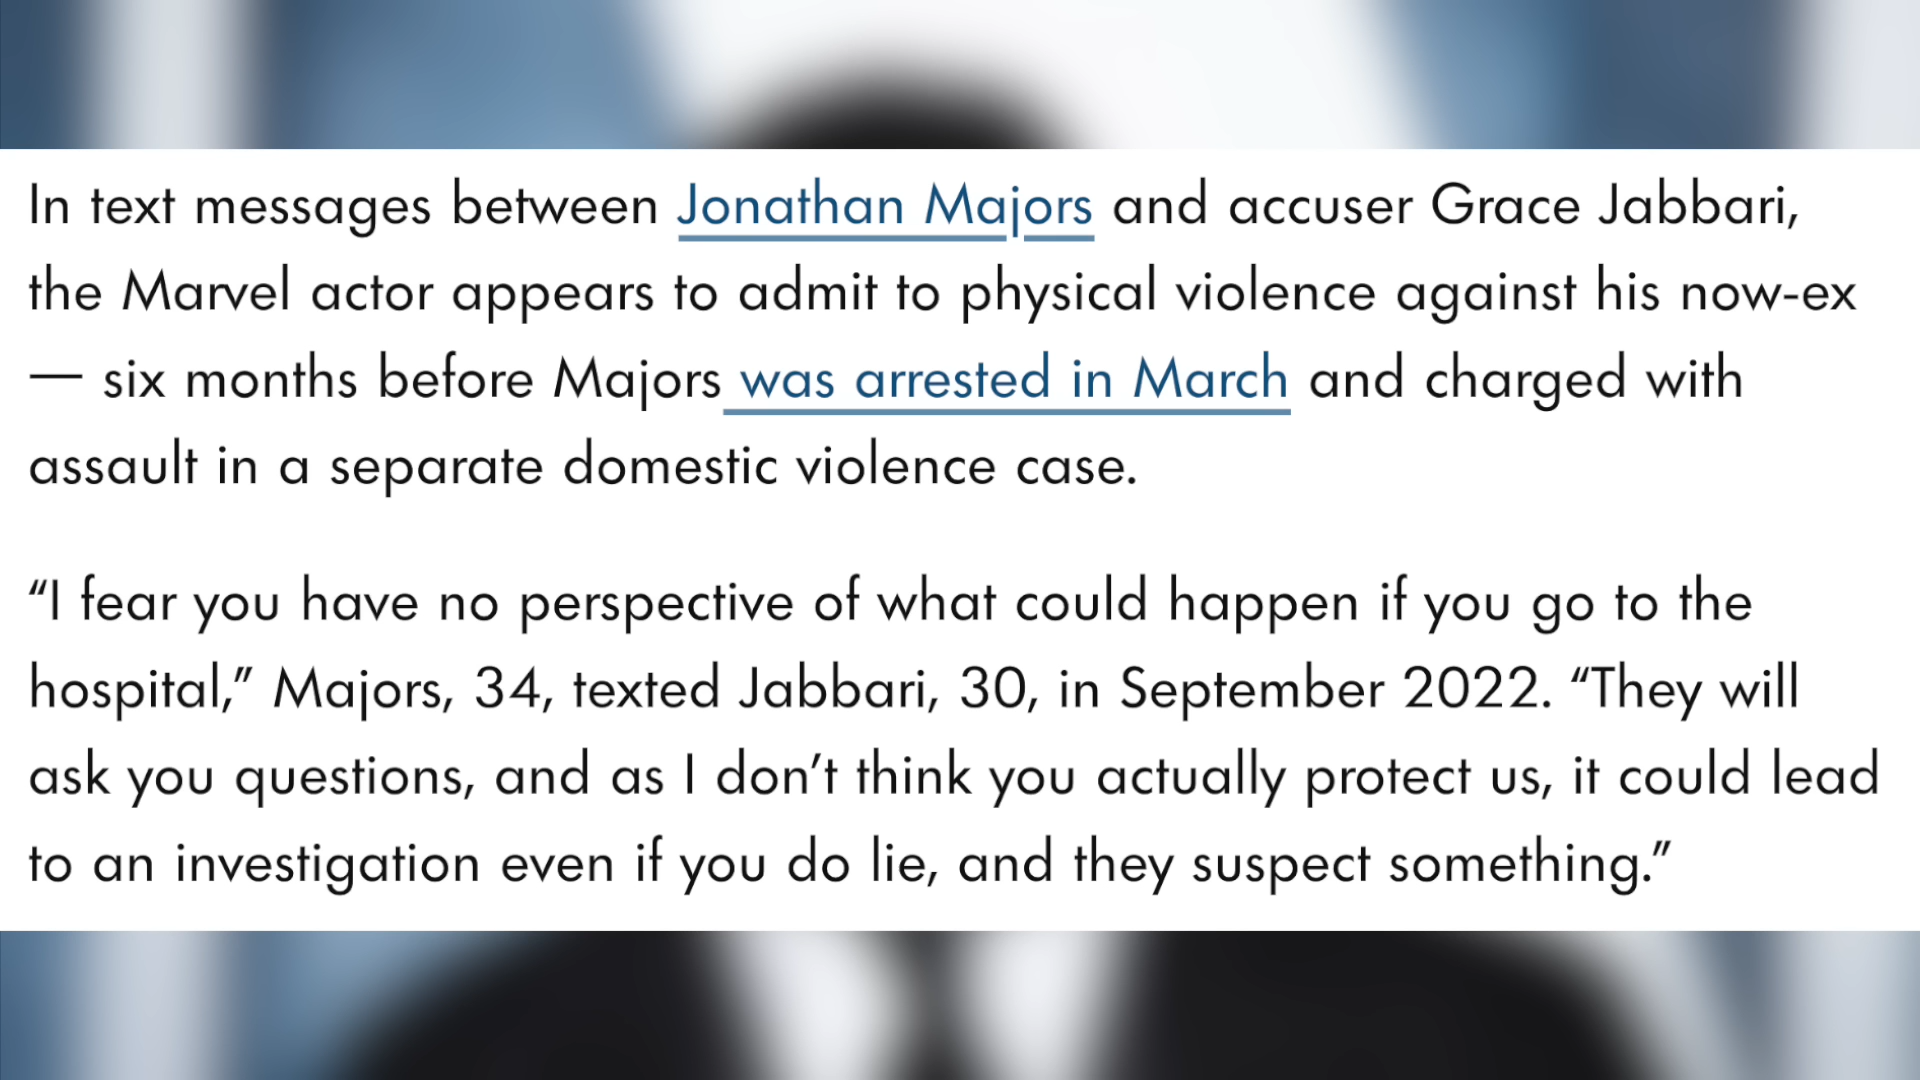 In text messages between Jonathan Majors and accuser Grace Jabbari,
the Marvel actor appears to admit to physical violence against his now-ex
— six months before Majors was arrested in March and charged with
assault in a separate domestic violence case.
“I fear you have no perspective of what could happen if you go to the
hospital,” Majors, 34, texted Jabbari, 30, in September 2022. “They will
ask you questions, and as I don’t think you actually protect us, it could lead
to an investigation even if you do lie, and they suspect something.”